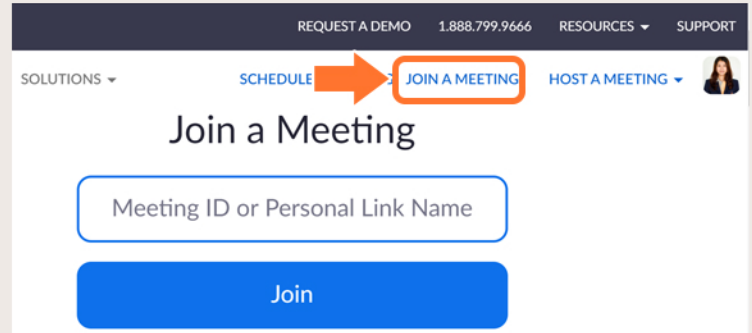 REQUEST A DEMO 1.888.799.9666 RESOURCES SUPPORT
SOLUTIONS SCHEDULE JOIN A MEETING HOST A MEETING
Join a Meeting
Meeting ID or Personal Link Name
Join